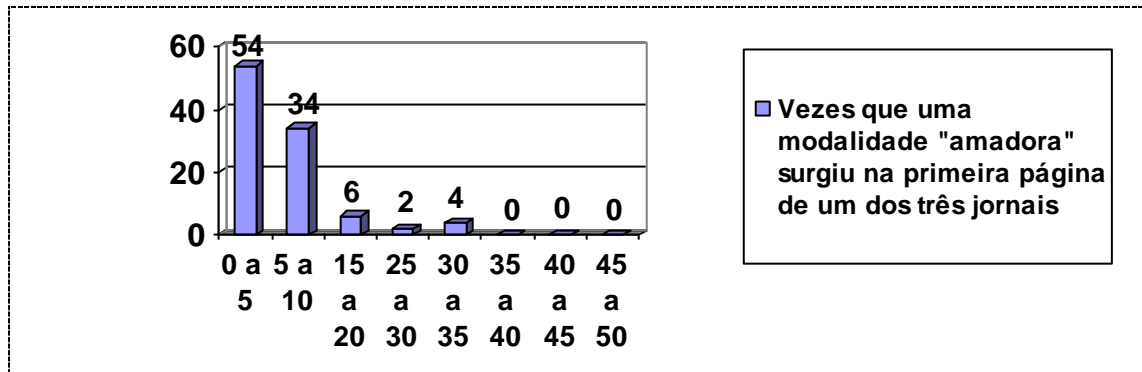 60
40
20
0
54
34
6
2
4
0
0
0
0 a 5
5 a 10
15 a 20
25 a 30
30 a 35
35 a 40
40 a 45
45 a 50
Vezes que uma
modalidade "amadora"
surgiu na primeira página
de um dos três jornais